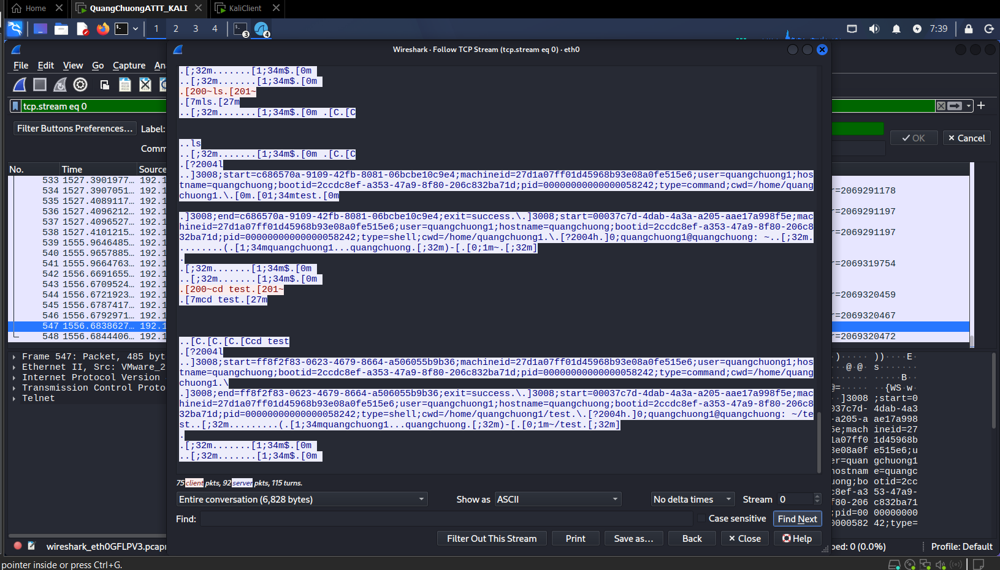 Home
QuangChuongATTT_KALI
KaliClient
1 2 3 4
3
4
7:39
Wireshark · Follow TCP Stream (tcp.stream eq 0) · eth0
File Edit View Go Capture An
tcp.stream eq 0
Filter Buttons Preferences... Label:
Comm
OK
Cancel
No. Time Source
533 1527.3901977... 192.1
534 1527.3907051... 192.1
535 1527.4089117... 192.1
536 1527.4096212... 192.1
537 1527.4096527... 192.1
538 1527.4101215... 192.1
539 1555.9646485... 192.1
540 1555.9657885... 192.1
541 1555.9664763... 192.1
542 1556.6691655... 192.1
543 1556.6709524... 192.1
544 1556.6721923... 192.1
545 1556.6787417... 192.1
546 1556.6792971... 192.1
547 1556.6838627... 192.1
548 1556.6844406... 192.1
r=2069291178
r=2069291197
r=2069291197
r=2069319754
r=2069320459
r=2069320467
r=2069320472
Frame 547: Packet, 485 byt
Ethernet II, Src: VMware_2
Internet Protocol Version
Transmission Control Proto
Telnet
.[;32m.......[1;34m$.[0m
..[;32m.......[1;34m$.[0m
.[200~ls.[201~
.[7mls.[27m
..[;32m.......[1;34m$.[0m .[C.[C
..ls
..[;32m.......[1;34m$.[0m .[C.[C
.[?2004l
..]3008;start=c686570a-9109-42fb-8081-06bcbe10c9e4;machineid=27d1a07ff01d45968b93e08a0fe515e6;user=quangchuong1;hos
tname=quangchuong;bootid=2ccdc8ef-a353-47a9-8f80-206c832ba71d;pid=00000000000000058242;type=command;cwd=/home/quang
chuong1.\.[0m.[01;34mtest.[0m
.]3008;end=c686570a-9109-42fb-8081-06bcbe10c9e4;exit=success.\.]3008;start=00037c7d-4dab-4a3a-a205-aae17a998f5e;mac
hineid=27d1a07ff01d45968b93e08a0fe515e6;user=quangchuong1;hostname=quangchuong;bootid=2ccdc8ef-a353-47a9-8f80-206c8
32ba71d;pid=00000000000000058242;type=shell;cwd=/home/quangchuong1.\.[?2004h.]0;quangchuong1@quangchuong: ~..[;32m.
........(.[1;34mquangchuong1...quangchuong.[;32m)-[.[0;1m~.[;32m]
.
.[;32m.......[1;34m$.[0m
..[;32m.......[1;34m$.[0m
.[200~cd test.[201~
.[7mcd test.[27m
..[C.[C.[C.[Ccd test
.[?2004l
..]3008;start=ff8f2f83-0623-4679-8664-a506055b9b36;machineid=27d1a07ff01d45968b93e08a0fe515e6;user=quangchuong1;hos
tname=quangchuong;bootid=2ccdc8ef-a353-47a9-8f80-206c832ba71d;pid=00000000000000058242;type=command;cwd=/home/quang
chuong1.\
.]3008;end=ff8f2f83-0623-4679-8664-a506055b9b36;exit=success.\.]3008;start=00037c7d-4dab-4a3a-a205-aae17a998f5e;mac
hineid=27d1a07ff01d45968b93e08a0fe515e6;user=quangchuong1;hostname=quangchuong;bootid=2ccdc8ef-a353-47a9-8f80-206c8
32ba71d;pid=00000000000000058242;type=shell;cwd=/home/quangchuong1/test.\.[?2004h.]0;quangchuong1@quangchuong: ~/te
st..[;32m.........(.[1;34mquangchuong1...quangchuong.[;32m)-[.[0;1m~/test.[;32m]
.
.[;32m.......[1;34m$.[0m
..[;32m.......[1;34m$.[0m
)····· ))····E·
···@·@· s·······
······· ·····B··
@=····· ··{WS·w·
··]3008 ;start=0
037c7d- 4dab-4a3
-a205-a ae17a998
5e;mach ineid=27
1a07ff0 1d45968b
3e08a0f e515e6;u
er=quan gchuong1
hostnam e=quangc
uong;bo otid=2cc
c8ef-a3 53-47a9-
f80-206 c832ba71
;pid=00 00000000
0000582 42;type=
75 client pkts, 92 server pkts, 115 turns.
Entire conversation (6,828 bytes)
Show as ASCII
No delta times
Stream 0
Find:
Case sensitive
Find Next
Filter Out This Stream
Print
Save as...
Back
Close
Help
wireshark_eth0GFLPV3.pcapn
ped: 0 (0.0%)
Profile: Default
pointer inside or press Ctrl+G.